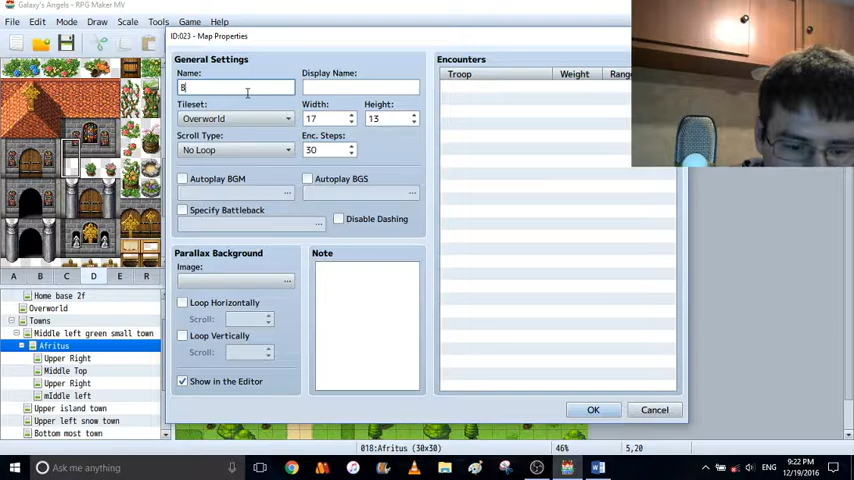 Galaxy's Angels - RPG Maker MV
File Edit Mode Draw Scale Tools Game Help
ID:023 - Map Properties
General Settings
Name:
Display Name:
B
Tileset:
Width:
Height:
Overworld
17
13
Scroll Type:
Enc. Steps:
No Loop
30
Autoplay BGM
Autoplay BGS
...
...
Specify Battleback
...
Disable Dashing
Parallax Background
Image:
...
Loop Horizontally
Scroll:
Loop Vertically
Scroll:
Show in the Editor
Note
Encounters
Troop Weight Range
OK
Cancel
A B C D E R
Home base 2f
Overworld
Towns
Middle left green small town
Afritus
Upper Right
Middle Top
Upper Right
mIddle left
Upper island town
Upper left snow town
Bottom most town
018:Afritus (30x30)
46%
5,20
Ask me anything
ENG
9:22 PM
12/19/2016